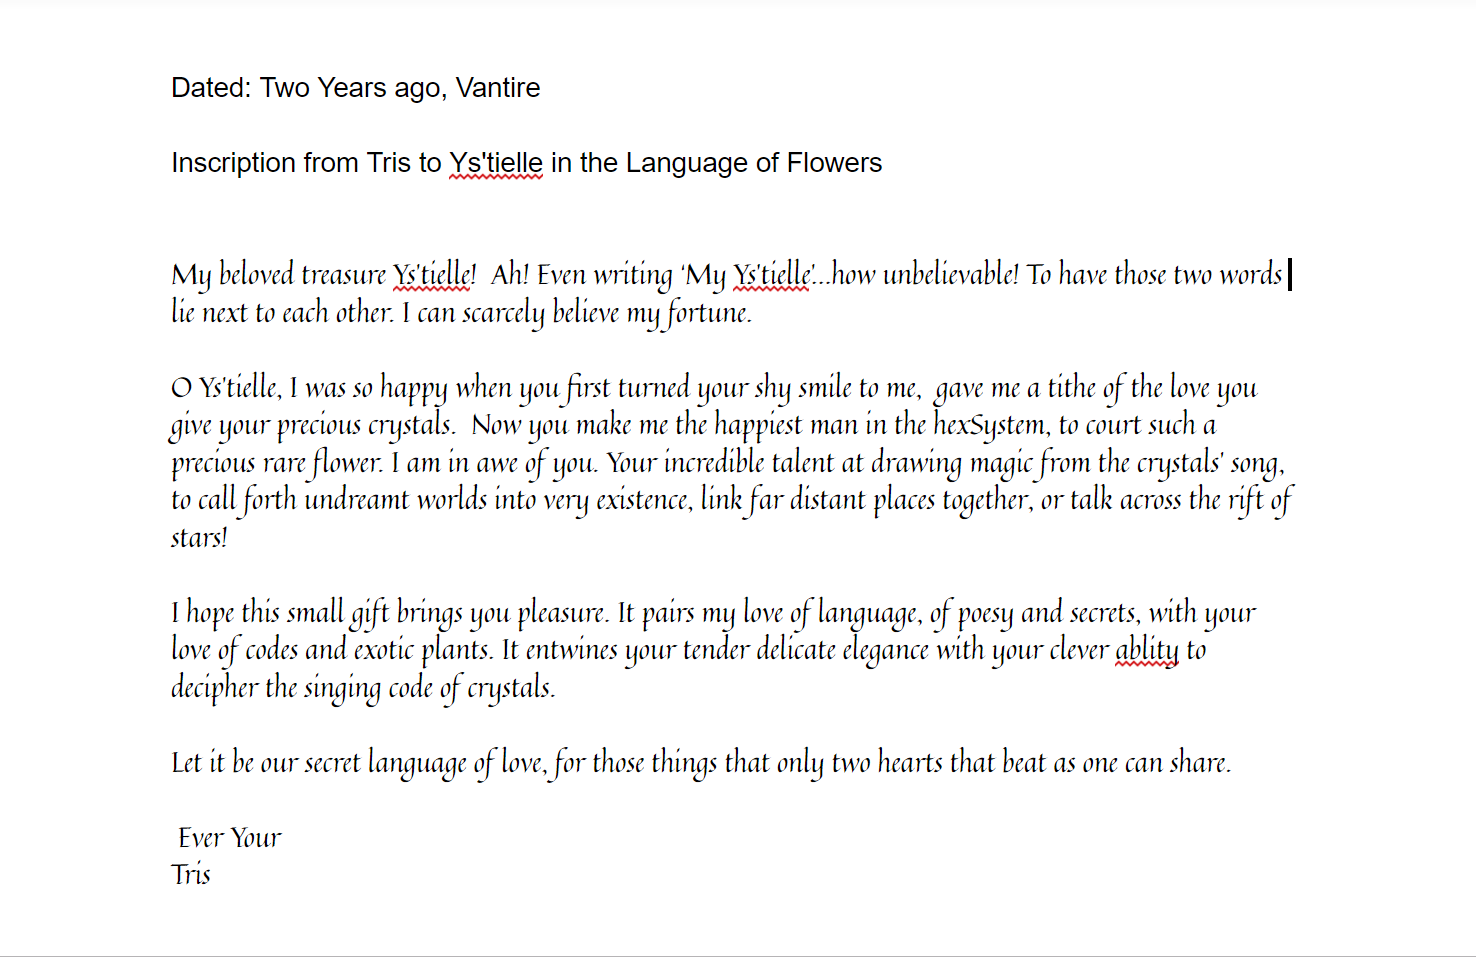 Dated: Two Years ago, Vantire
Inscription from Tris to Ys'tielle in the Language of Flowers
My beloved treasure Ys'tielle!  Ah! Even writing 'My Ys'tielle'...how unbelievable! To have those two words
lie next to each other. I can scarcely believe my fortune.
O Ys'tielle, I was so happy when you first turned your shy smile to me,  gave me a tithe of the love you
give your precious crystals.  Now you make me the happiest man in the hexSystem, to court such a
precious rare flower. I am in awe of you. Your incredible talent at drawing magic from the crystals' song,
to call forth undreamt worlds into very existence, link far distant places together, or talk across the rift of
stars!
I hope this small gift brings you pleasure. It pairs my love of language, of poesy and secrets, with your
love of codes and exotic plants. It entwines your tender delicate elegance with your clever ablity to
decipher the singing code of crystals.
Let it be our secret language of love, for those things that only two hearts that beat as one can share.
Ever Your
Tris